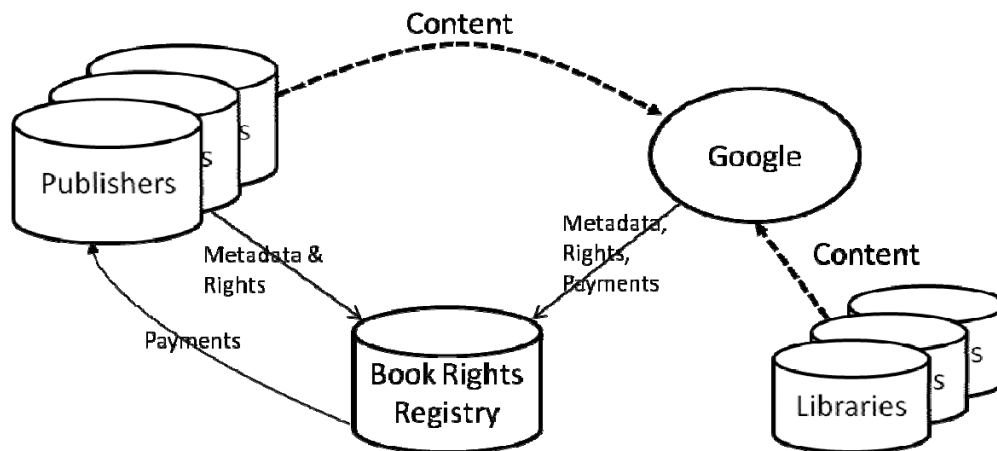 Content
s
s
Publishers
Google
Metadata &
Rights
Metadata,
Rights,
Payments
Content
Payments
Book Rights
Registry
s
s
Libraries